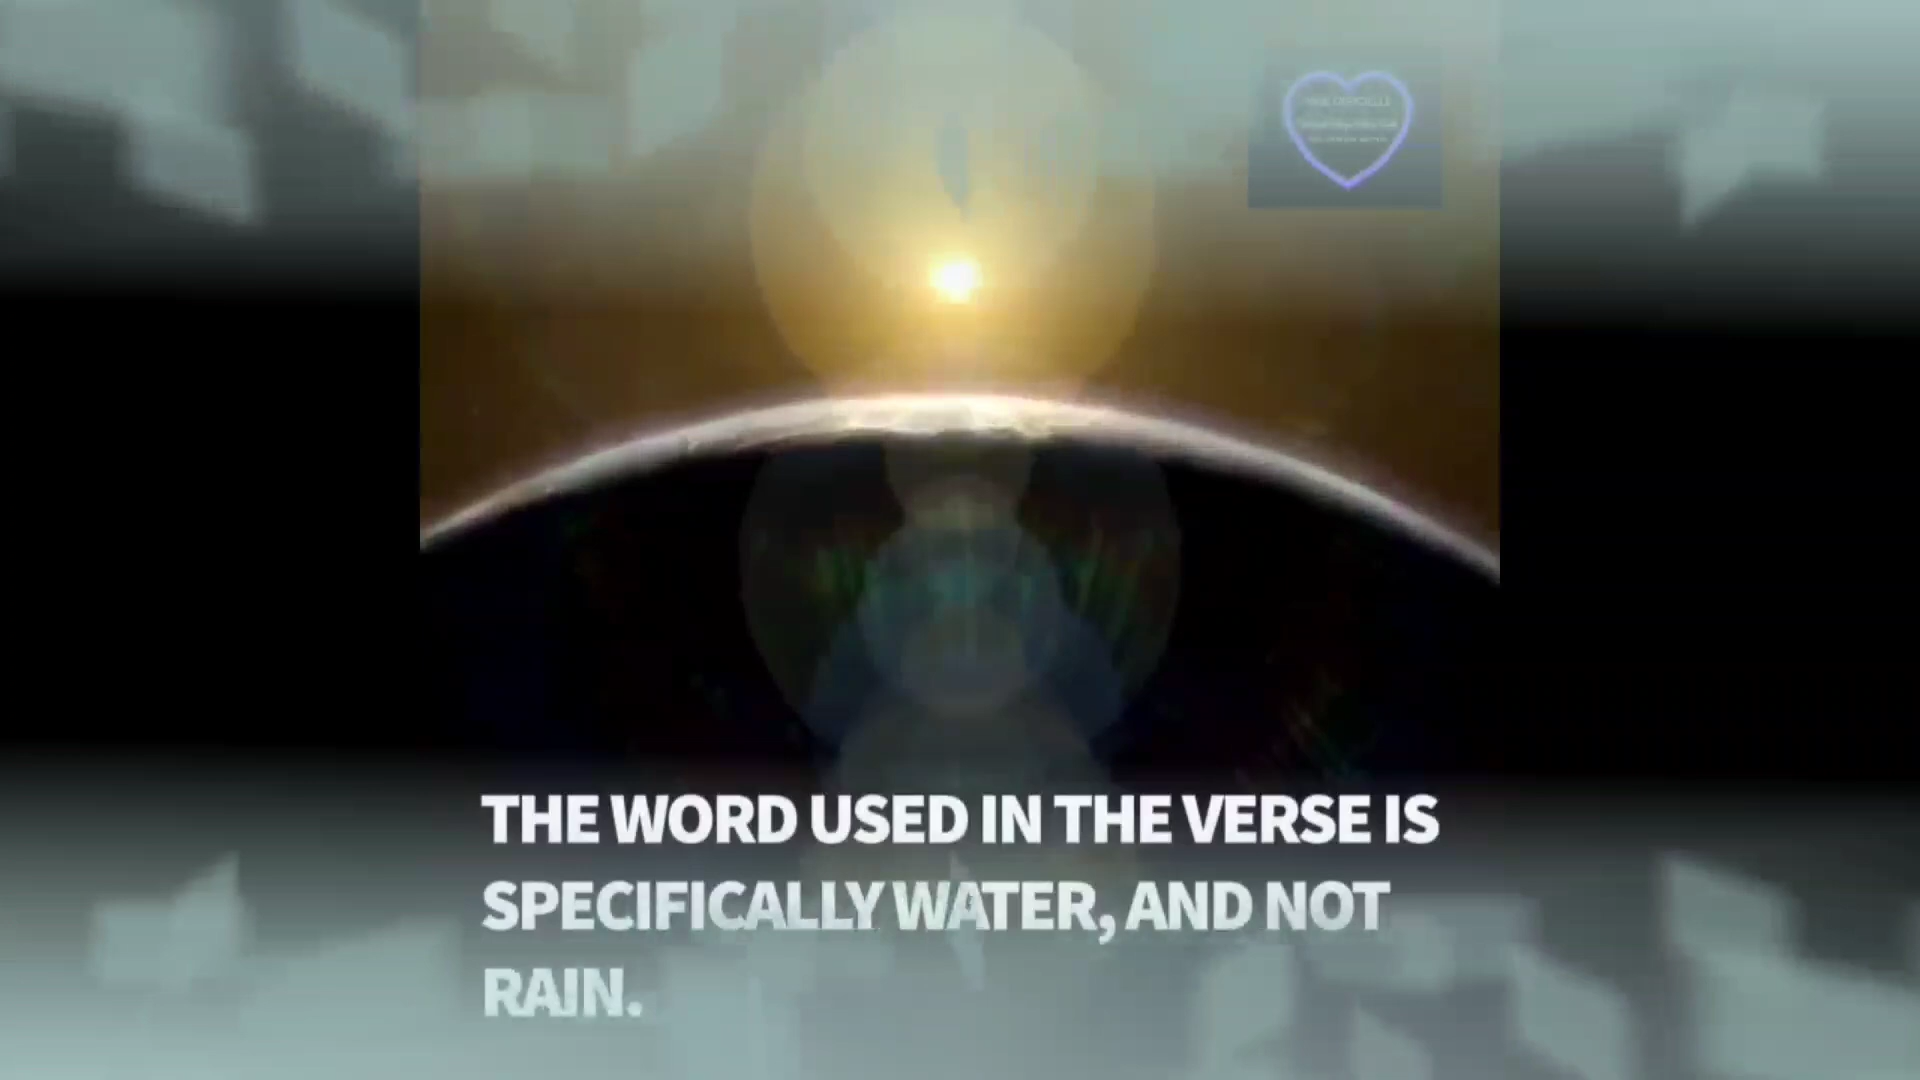 THE WORD USED IN THE VERSE IS
SPECIFICALLY WATER, AND NOT
RAIN.